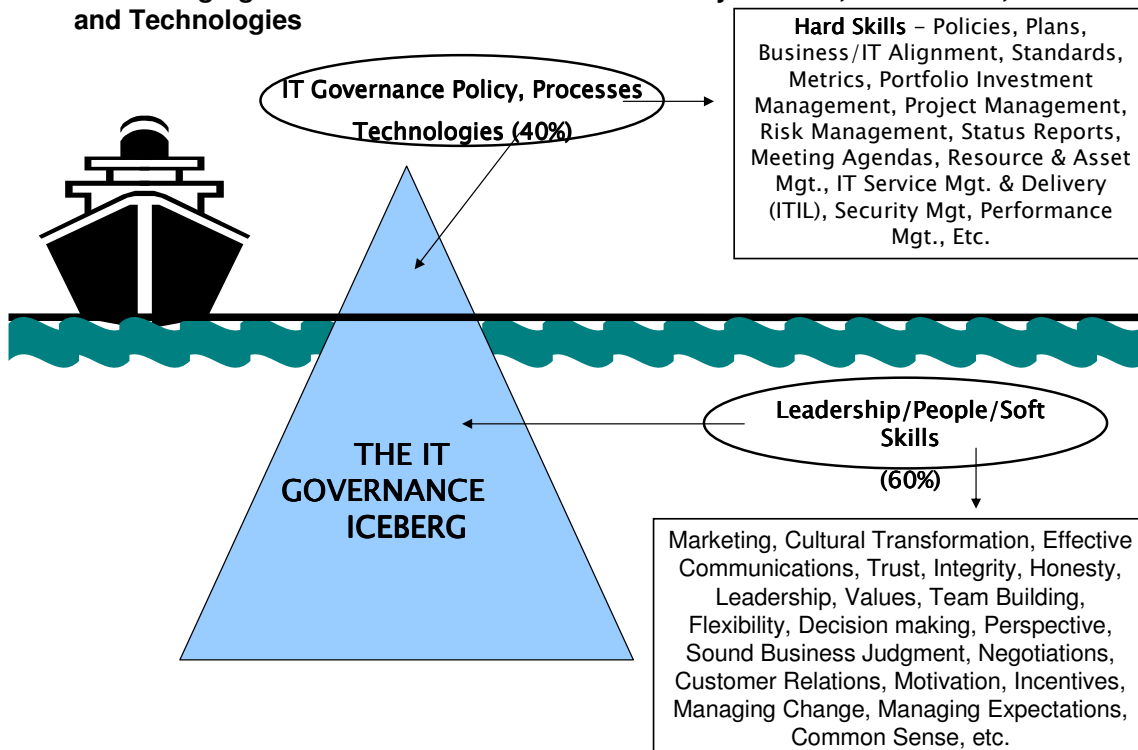 and Technologies
Hard Skills – Policies, Plans,
Business/IT Alignment, Standards,
Metrics, Portfolio Investment
Management, Project Management,
Risk Management, Status Reports,
Meeting Agendas, Resource & Asset
Mgt., IT Service Mgt. & Delivery
(ITIL), Security Mgt, Performance
Mgt., Etc.
IT Governance Policy, Processes
Technologies (40%)
Leadership/People/Soft
Skills
(60%)
THE IT
GOVERNANCE
ICEBERG
Marketing, Cultural Transformation, Effective
Communications, Trust, Integrity, Honesty,
Leadership, Values, Team Building,
Flexibility, Decision making, Perspective,
Sound Business Judgment, Negotiations,
Customer Relations, Motivation, Incentives,
Managing Change, Managing Expectations,
Common Sense, etc.